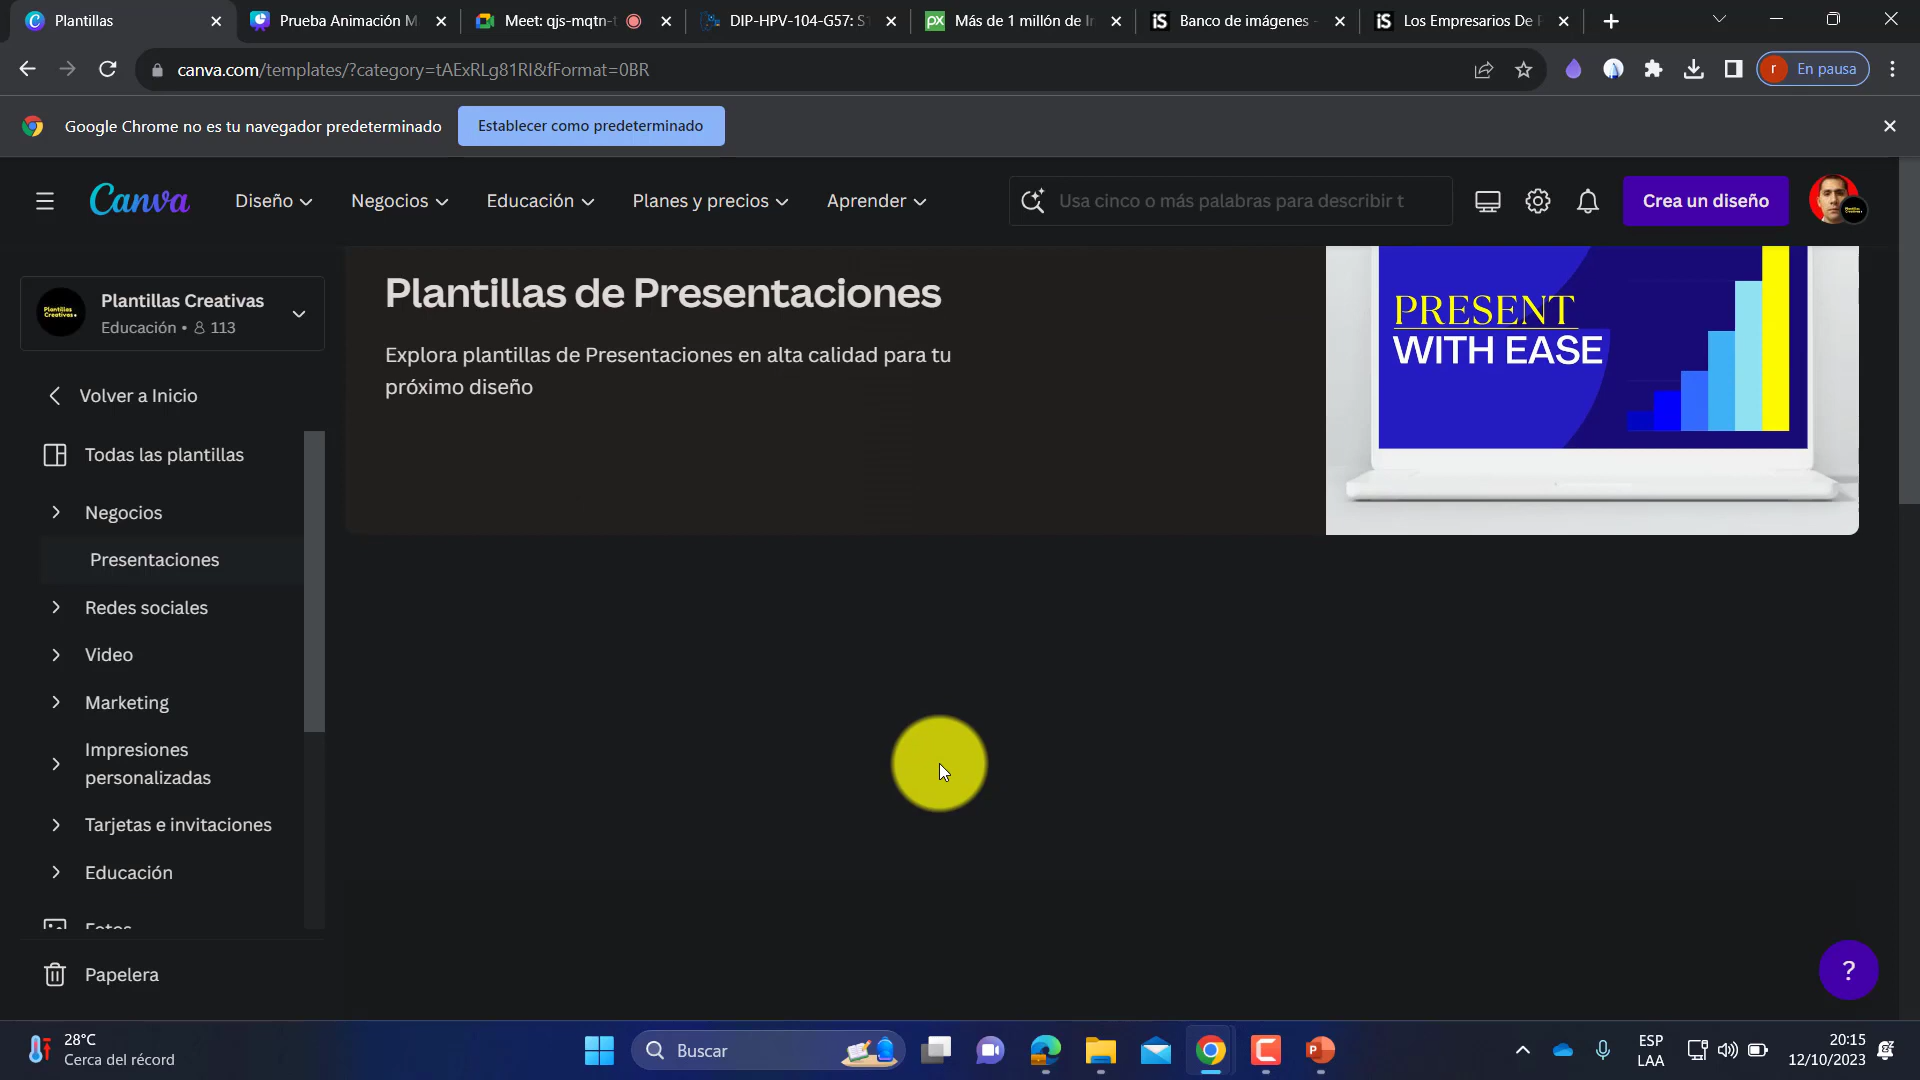 Plantillas
Prueba Animación M
Meet: qjs-mqtn-
DIP-HPV-104-G57: S
Más de 1 millón de I
Banco de imágenes -
Los Empresarios De
canva.com/templates/?category=tAExRLg81RI&fFormat=0BR
r En pausa
Google Chrome no es tu navegador predeterminado
Establecer como predeterminado
Canva
Diseño
Negocios
Educación
Planes y precios
Aprender
Usa cinco o más palabras para describir t
Crea un diseño
Plantillas Creativas
Educación • 113
Volver a Inicio
Todas las plantillas
Negocios
Presentaciones
Redes sociales
Video
Marketing
Impresiones
personalizadas
Tarjetas e invitaciones
Educación
Fotos
Papelera
Plantillas de Presentaciones
Explora plantillas de Presentaciones en alta calidad para tu
próximo diseño
PRESENT
WITH EASE
?
28°C
Cerca del récord
Buscar
ESP
LAA
20:15
12/10/2023